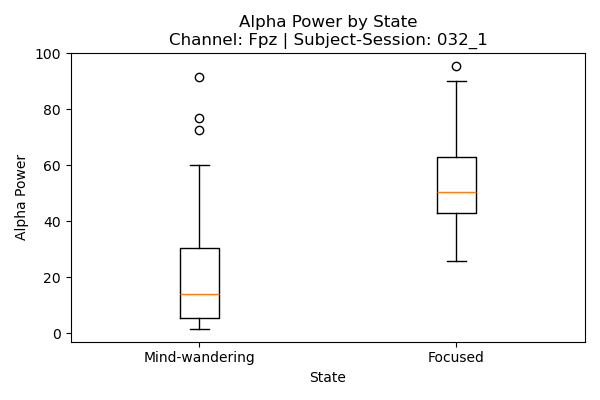 Alpha Power by State
Channel: Fpz | Subject-Session: 032_1
100
80
60
40
20
0
Alpha Power
Mind-wandering
Focused
State